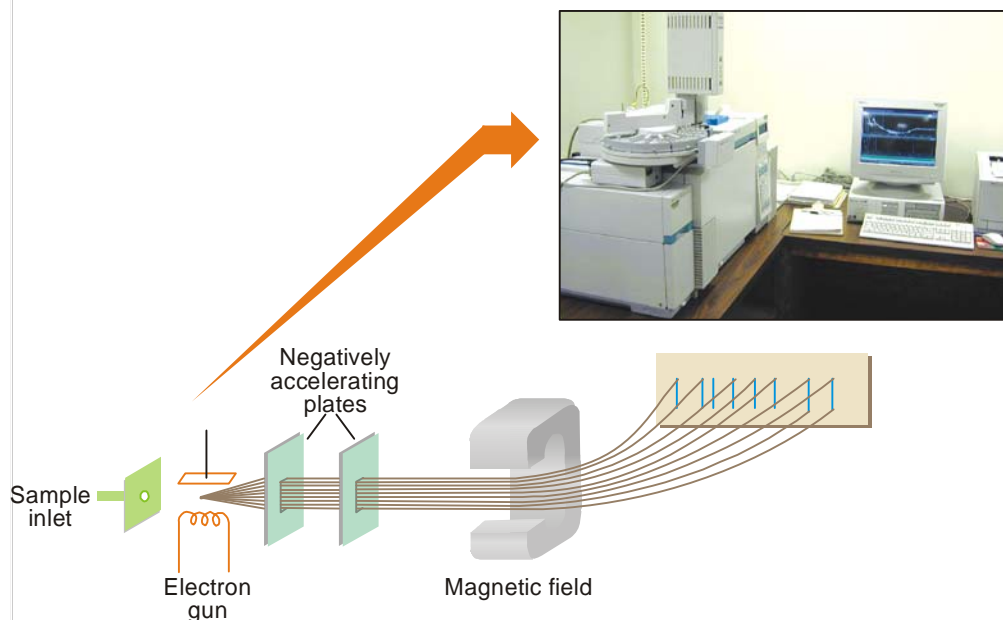 Negatively
accelerating
plates
Sample
inlet
Electron
gun
Magnetic field